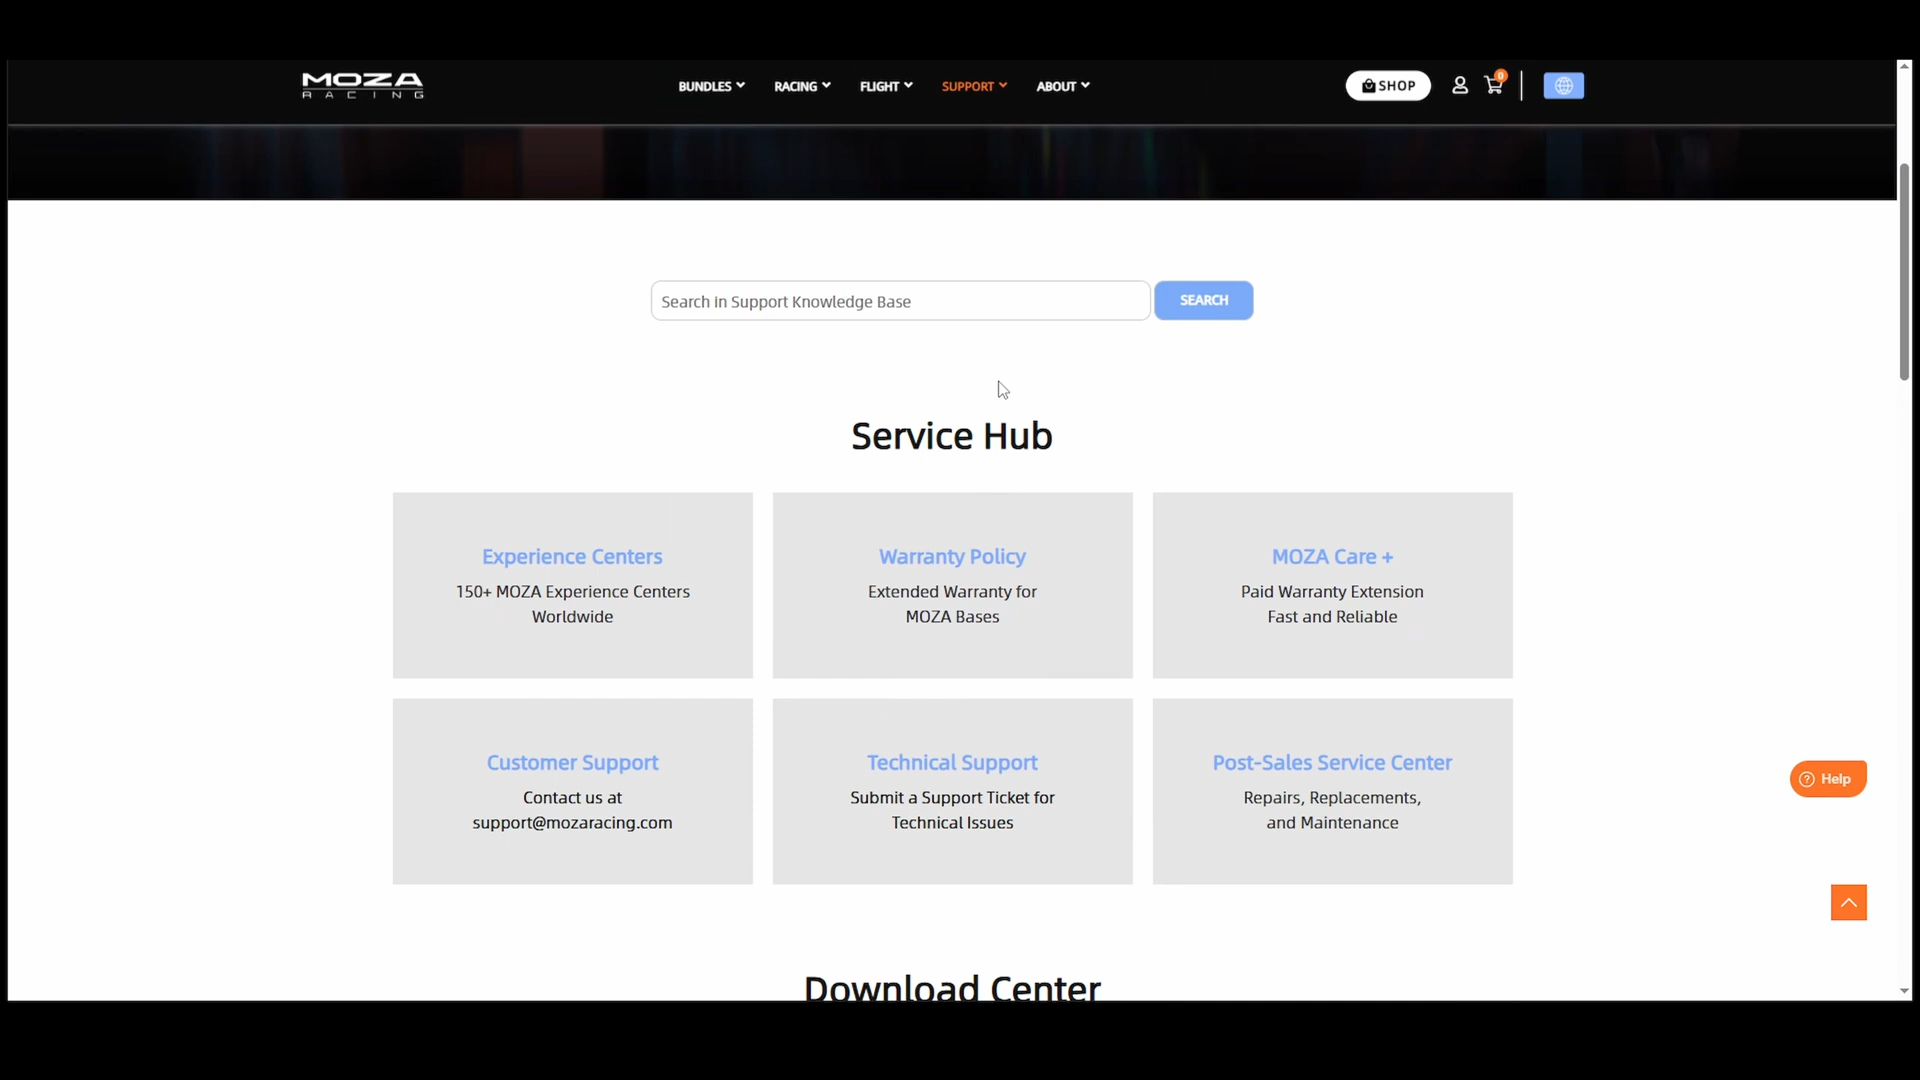 MOZA
RACING
BUNDLES
RACING
FLIGHT
SUPPORT
ABOUT
SHOP
0
Search in Support Knowledge Base
SEARCH
Service Hub
Experience Centers
150+ MOZA Experience Centers
Worldwide
Warranty Policy
Extended Warranty for
MOZA Bases
MOZA Care +
Paid Warranty Extension
Fast and Reliable
Customer Support
Contact us at
support@mozaracing.com
Technical Support
Submit a Support Ticket for
Technical Issues
Post-Sales Service Center
Repairs, Replacements,
and Maintenance
? Help
Download Center